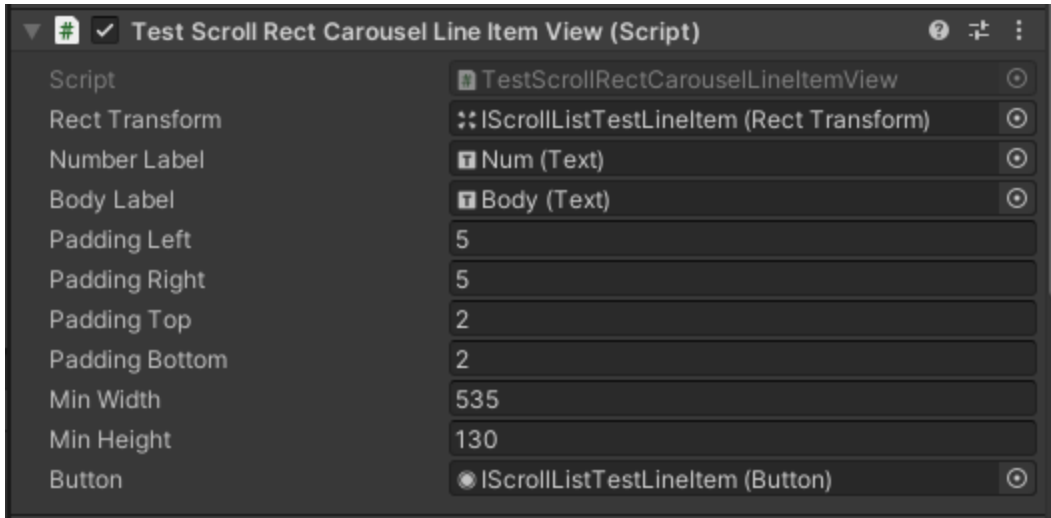 Test Scroll Rect Carousel Line Item View (Script)
Script TestScrollRectCarouselLineItemView
Rect Transform IScrollListTestLineItem (Rect Transform)
Number Label Num (Text)
Body Label Body (Text)
Padding Left 5
Padding Right 5
Padding Top 2
Padding Bottom 2
Min Width 535
Min Height 130
Button IScrollListTestLineItem (Button)